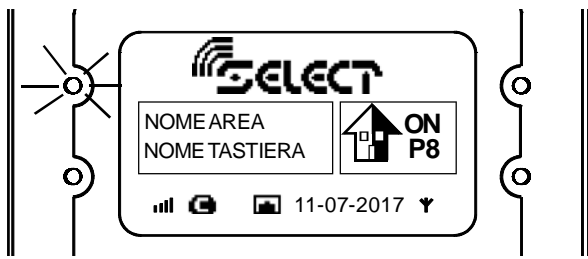 SELECT
NOME AREA
NOME TASTIERA
ON
P8
11-07-2017